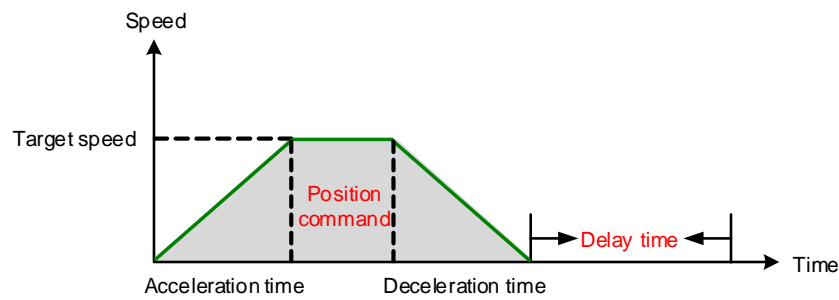 Speed
Target speed
Position
command
Delay time
Time
Acceleration time
Deceleration time